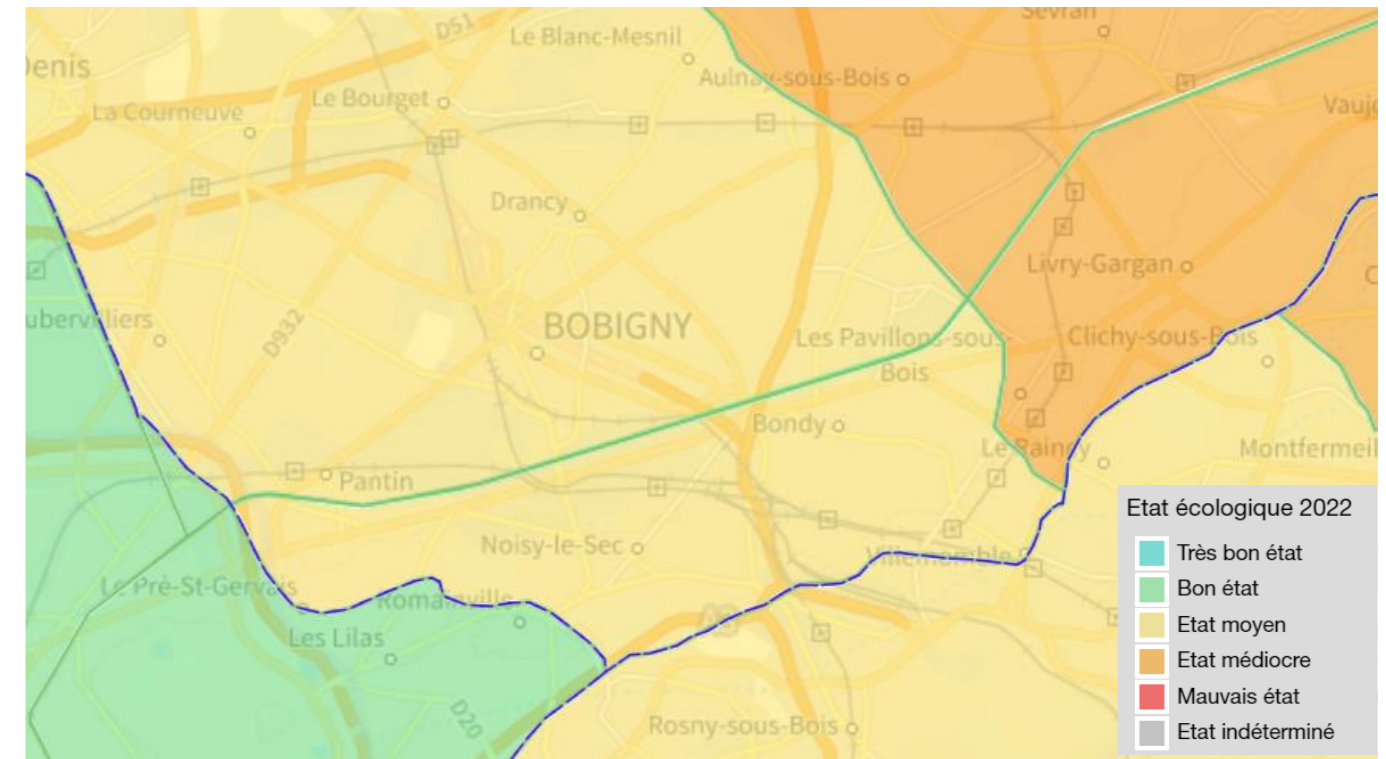 Sevran
D51
Le Blanc-Mesnil
Denis
Aulnay-sous-Bois
Le Bourget
La Courneuve
Vaujo
Drancy
Livry-Gargan
C
ubervilliers
D932
BOBIGNY
Les Pavillons-sous-
Bois
Clichy-sous-Bois
Bondy
Le Raincy
Montfermeil
Pantin
Noisy-le-Sec
Villemomble
Le Pré-St-Gervais
Romainville
Les Lilas
D20
Rosny-sous-Bois
Etat écologique 2022
Très bon état
Bon état
Etat moyen
Etat médiocre
Mauvais état
Etat indéterminé